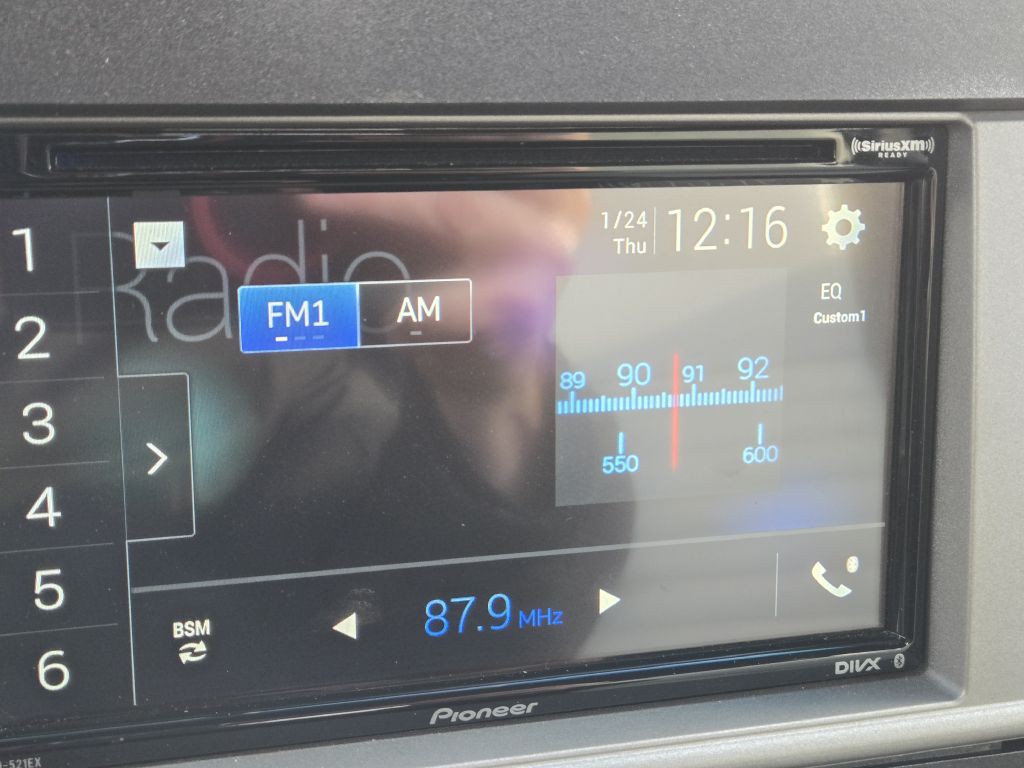 SiriusXM
READY
1/24
Thu
12:16
Radio
FM1
AM
EQ
Custom1
1
2
3
4
5
6
89 90 91 92
550 600
BSM
87.9 MHz
DIVX
Pioneer
-521EX